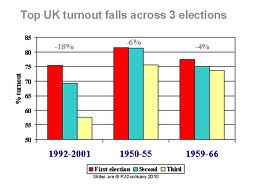 Top UK turnout falls across 3 elections
85
80
75
70
65
60
55
50
% turnout
-18%
-6%
-4%
1992-2001
1950-55
1959-66
First election
Second
Third